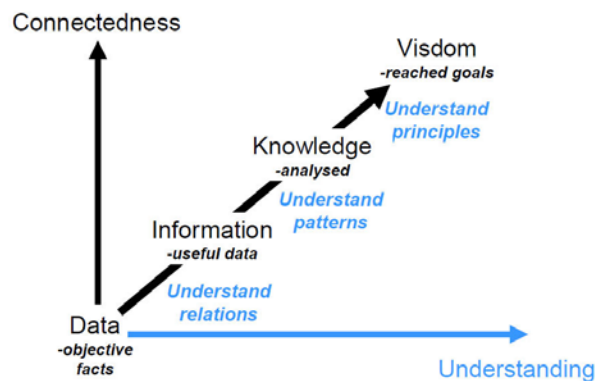 Connectedness
Visdom
-reached goals
Understand
principles
Knowledge
-analysed
Understand
patterns
Information
-useful data
Understand
relations
Data
-objective
facts
Understanding